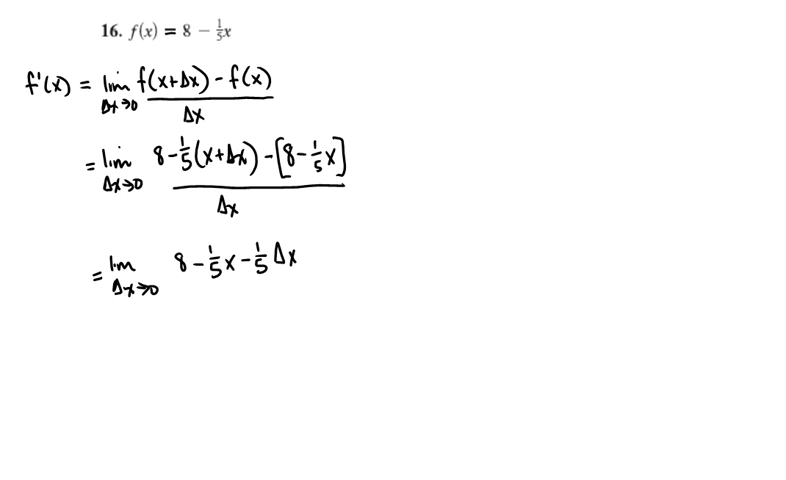 16. f(x) = 8 − 1/5x
f'(x) = lim Δx→0 f(x+Δx) - f(x) / Δx
= lim Δx→0 8 - 1/5(x+Δx) - [8 - 1/5x] / Δx
= lim Δx→0 8 - 1/5x - 1/5Δx